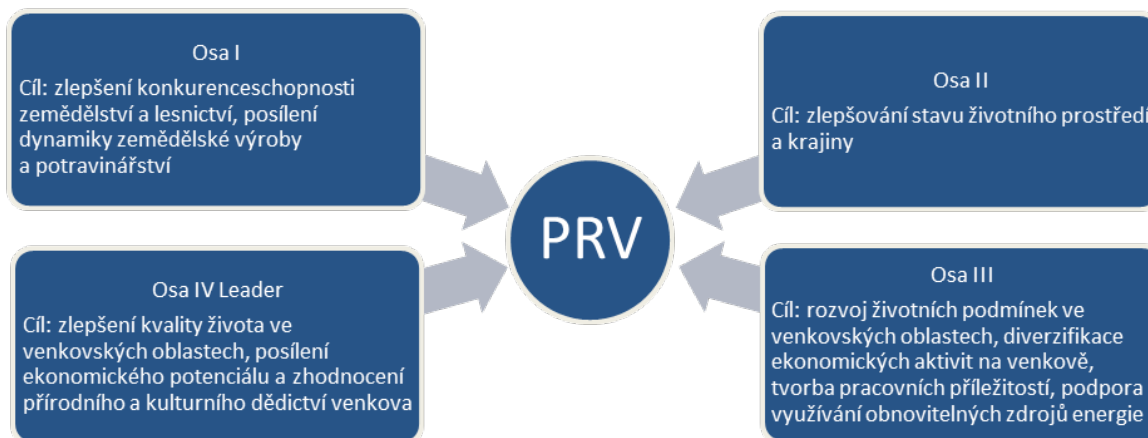 Osa I
Cíl: zlepšení konkurenceschopnosti
zemědělství a lesnictví, posílení
dynamiky zemědělské výroby
a potravinářství
Osa II
Cíl: zlepšování stavu životního prostředí
a krajiny
PRV
Osa IV Leader
Cíl: zlepšení kvality života ve
venkovských oblastech, posílení
ekonomického potenciálu a zhodnocení
přírodního a kulturního dědictví venkova
Osa III
Cíl: rozvoj životních podmínek ve
venkovských oblastech, diverzifikace
ekonomických aktivit na venkově,
tvorba pracovních příležitostí, podpora
využívání obnovitelných zdrojů energie